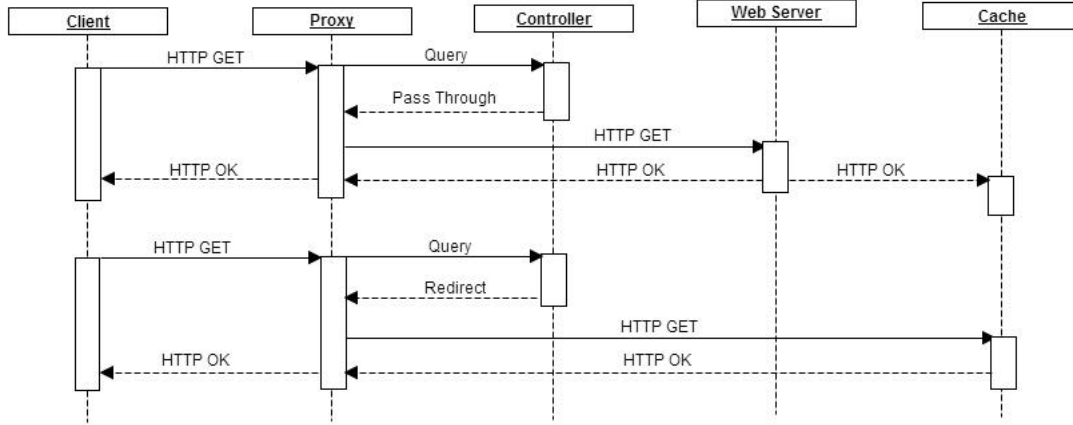 Client
Proxy
Controller
Web Server
Cache
HTTP GET
Query
Pass Through
HTTP GET
HTTP OK
HTTP OK
HTTP OK
HTTP GET
Query
Redirect
HTTP GET
HTTP OK
HTTP OK